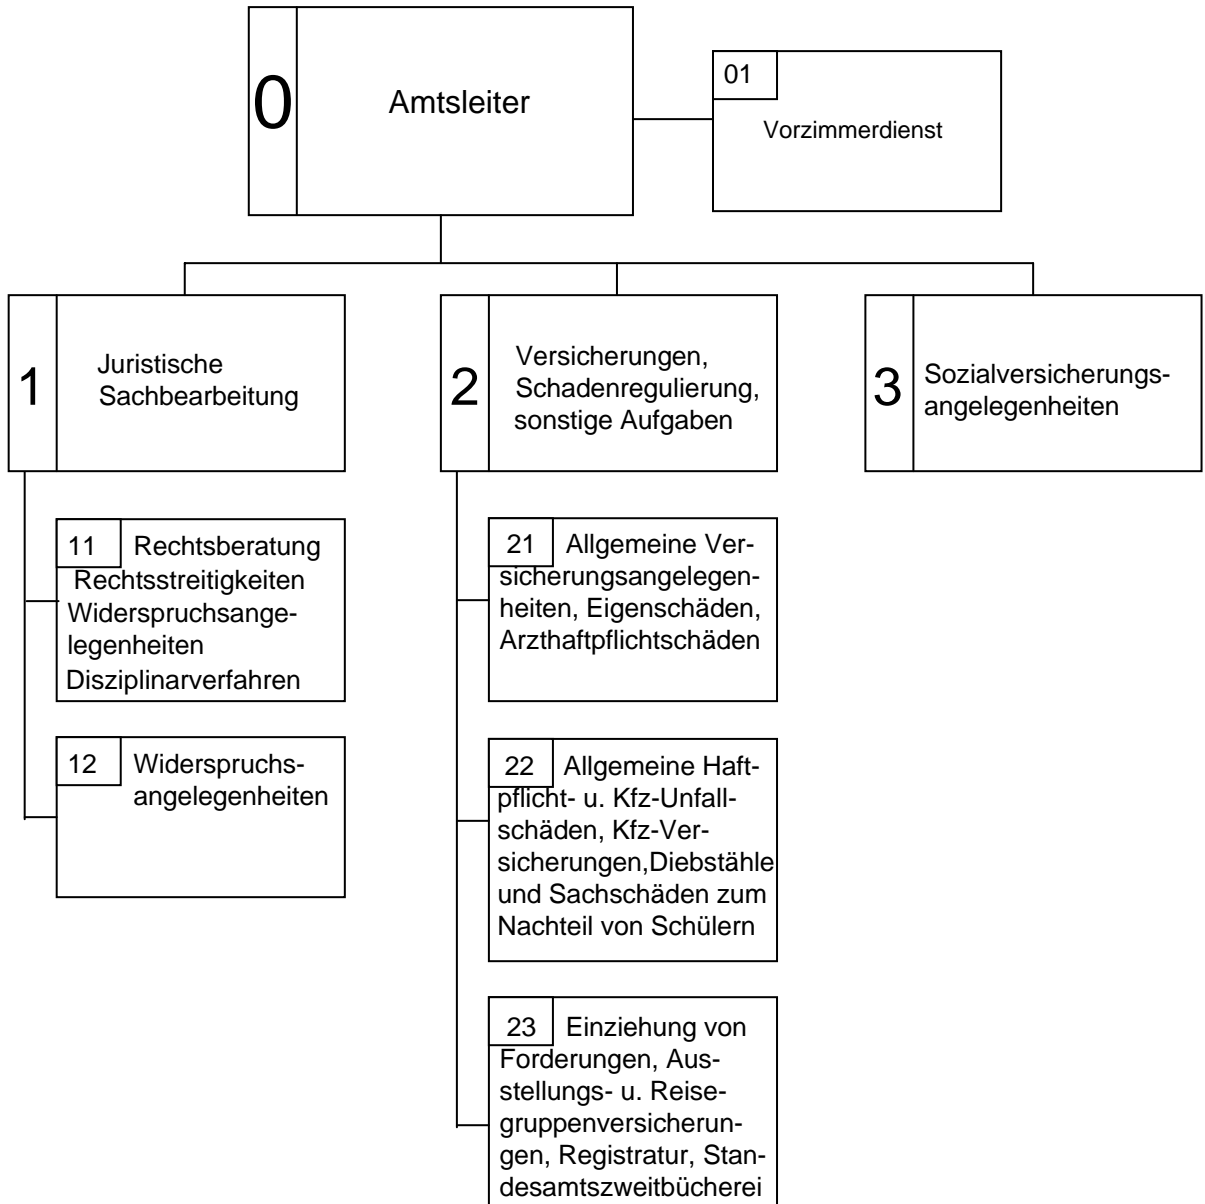 0
Amtsleiter
01
Vorzimmerdienst
1
Juristische
Sachbearbeitung
2
Versicherungen,
Schadenregulierung,
sonstige Aufgaben
3
Sozialversicherungs-
angelegenheiten
11 Rechtsberatung
Rechtsstreitigkeiten
Widerspruchsange-
legenheiten
Disziplinarverfahren
12 Widerspruchs-
angelegenheiten
21 Allgemeine Ver-
sicherungsangelegen-
heiten, Eigenschäden,
Arzthaftpflichtschäden
22 Allgemeine Haft-
pflicht- u. Kfz-Unfall-
schäden, Kfz-Ver-
sicherungen,Diebstähle
und Sachschäden zum
Nachteil von Schülern
23 Einziehung von
Forderungen, Aus-
stellungs- u. Reise-
gruppenversicherun-
gen, Registratur, Stan-
desamtszweitbücherei